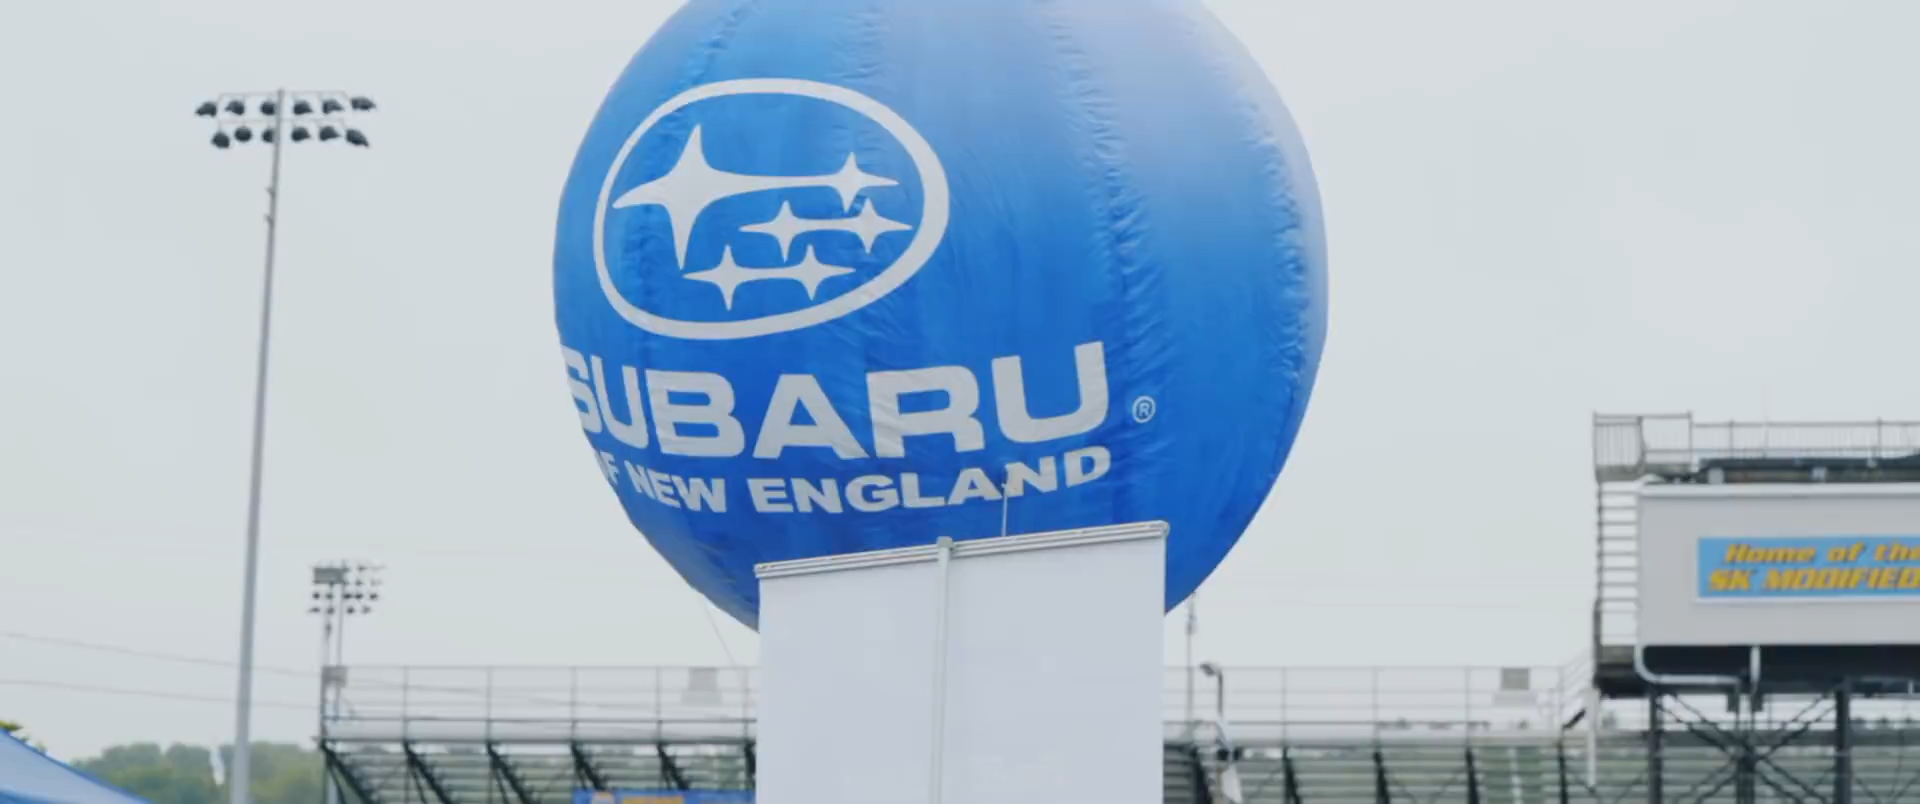 SUBARU ®
OF NEW ENGLAND
Home of the
SK MODIFIED